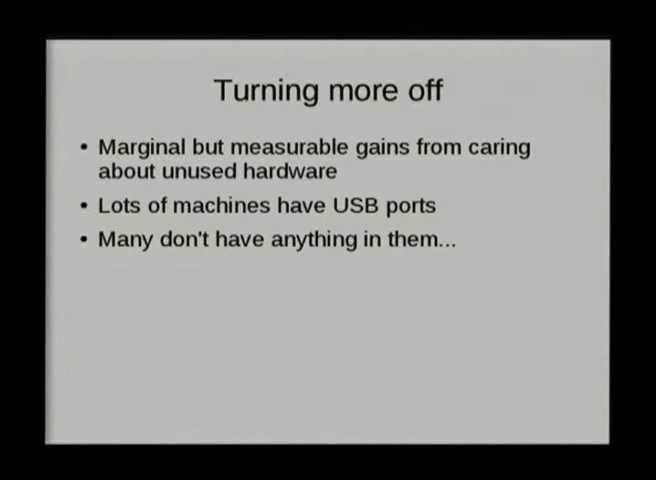 Turning more off
• Marginal but measurable gains from caring
about unused hardware
• Lots of machines have USB ports
• Many don't have anything in them...